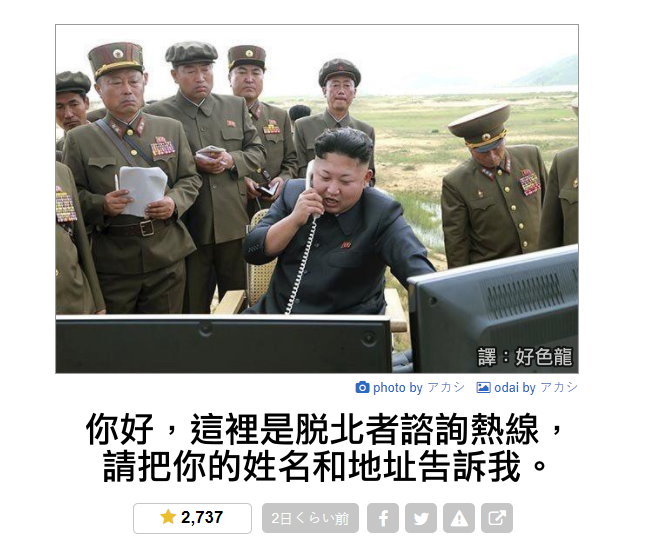 譯：好色龍
photo by アカシ odai by アカシ
你好，這裡是脱北者諮詢熱線，
請把你的姓名和地址告訴我。
2,737 2日くらい前